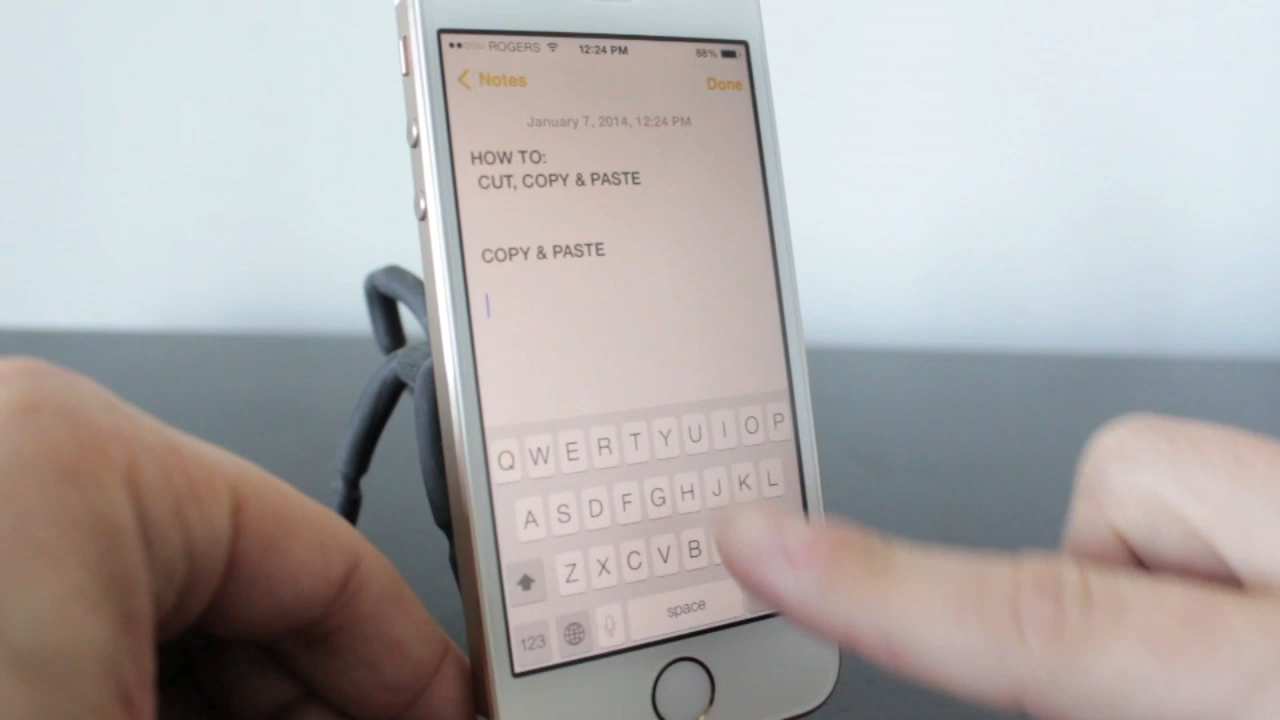 ROGERS 12:24 PM 88%
Notes Done
January 7, 2014, 12:24 PM
HOW TO:
CUT, COPY & PASTE
COPY & PASTE
Q W E R T Y U I O P
A S D F G H J K L
Z X C V B
123 space